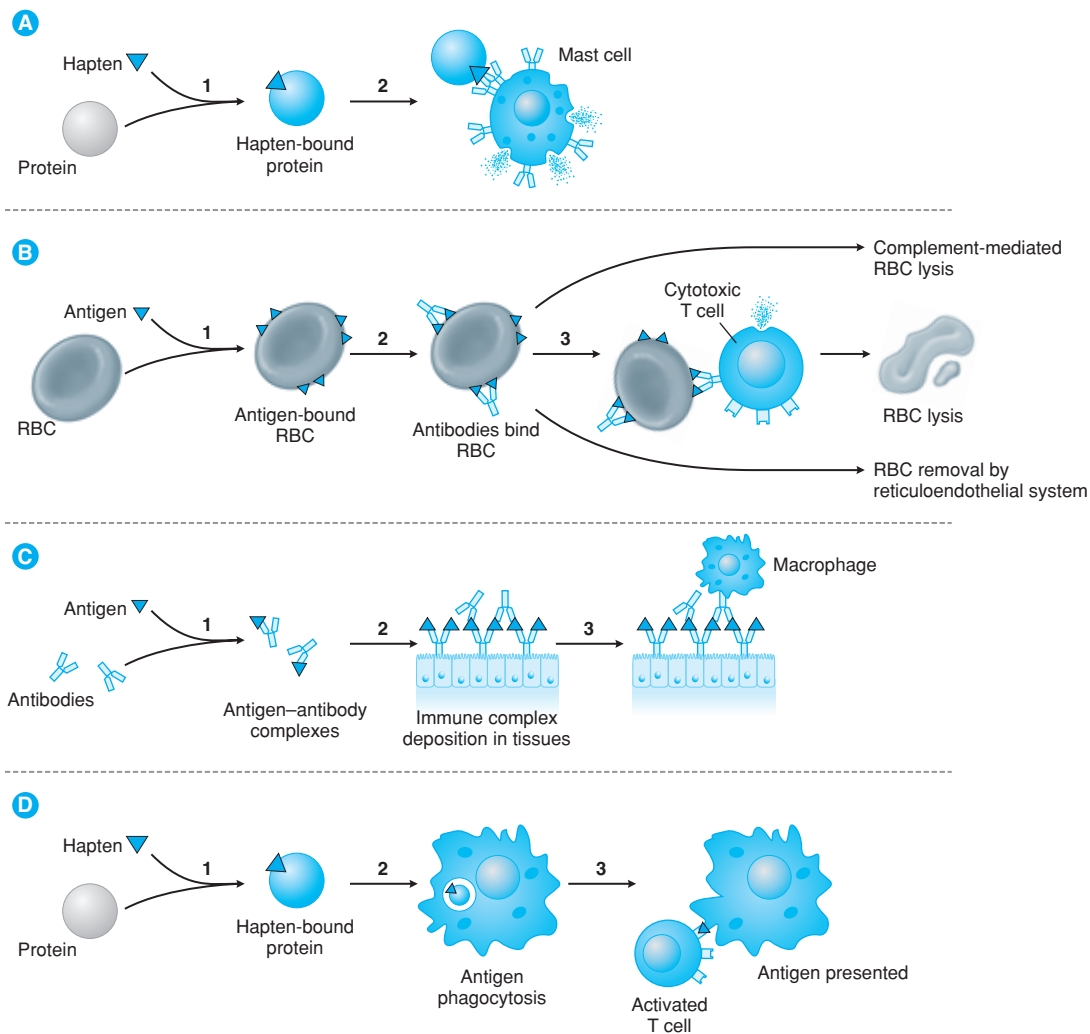 A
Hapten
1
2
Mast cell
Protein
Hapten-bound
protein
B
Complement-mediated
RBC lysis
Antigen
1
2
3
Cytotoxic
T cell
RBC
Antigen-bound
RBC
Antibodies bind
RBC
RBC lysis
RBC removal by
reticuloendothelial system
C
Macrophage
Antigen
1
2
3
Antibodies
Antigen–antibody
complexes
Immune complex
deposition in tissues
D
Hapten
1
2
3
Protein
Hapten-bound
protein
Antigen
phagocytosis
Activated
T cell
Antigen presented